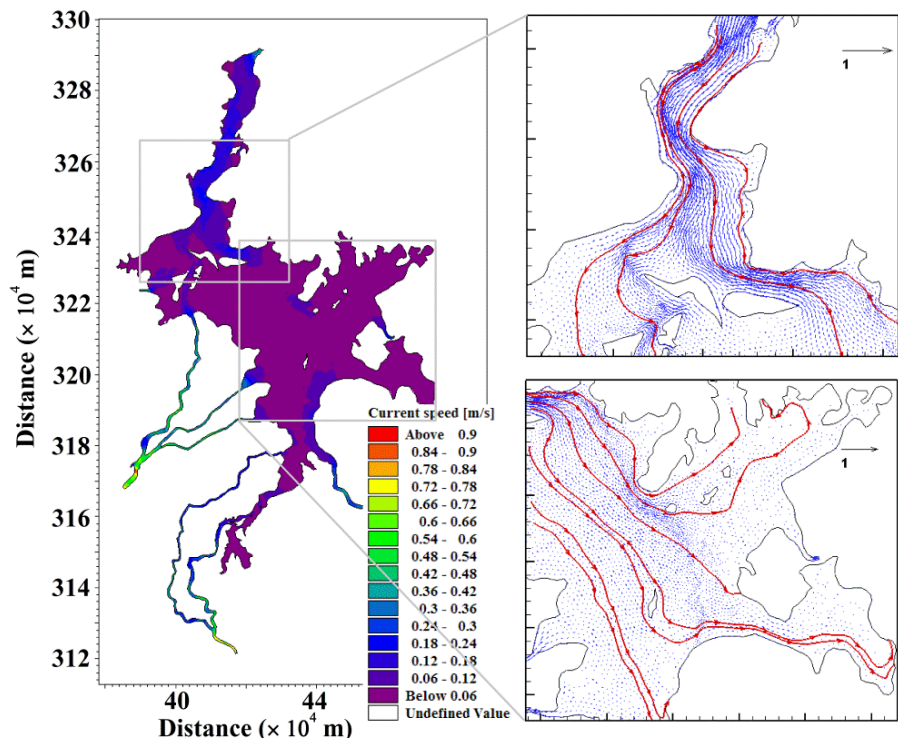 330
328
326
324
322
320
318
316
314
312
Distance (× 10⁴ m)
40
44
Distance (× 10⁴ m)
Current speed [m/s]
Above 0.9
0.84 - 0.9
0.78 - 0.84
0.72 - 0.78
0.66 - 0.72
0.6 - 0.66
0.54 - 0.6
0.48 - 0.54
0.42 - 0.48
0.36 - 0.42
0.3 - 0.36
0.24 - 0.3
0.18 - 0.24
0.12 - 0.18
0.06 - 0.12
Below 0.06
Undefined Value
1
1